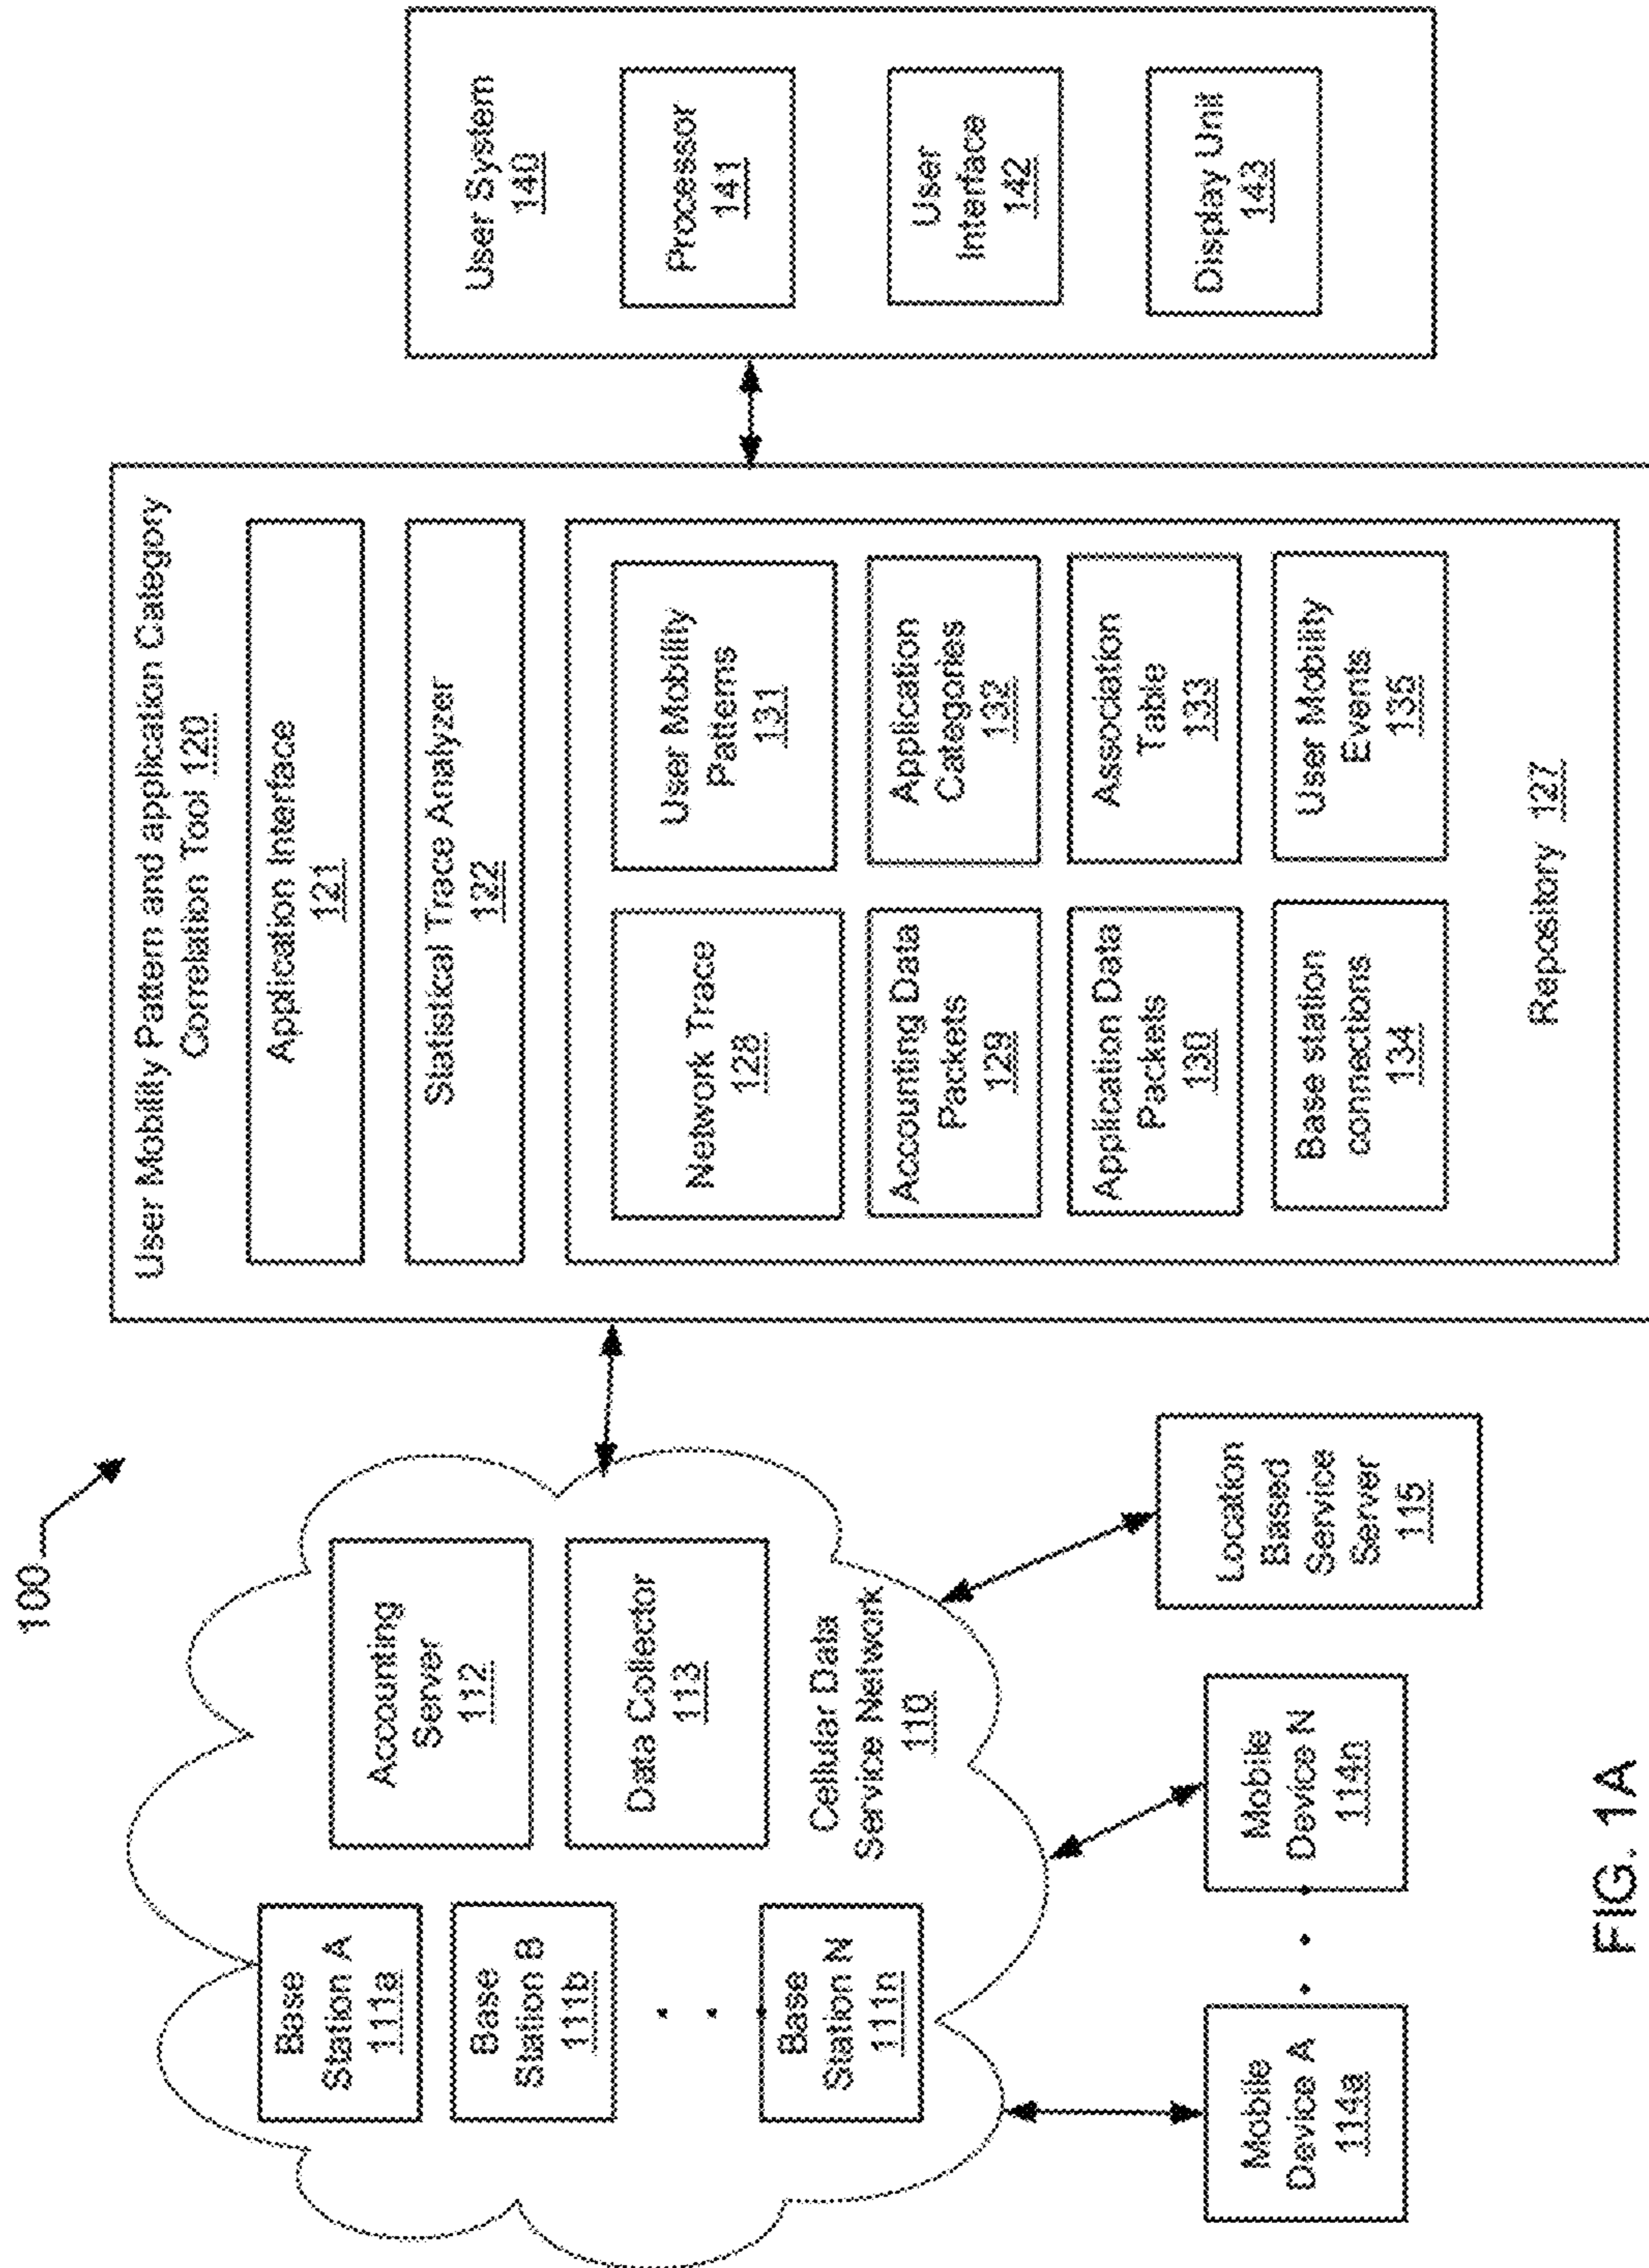 100
Base
Station A
111a
Base
Station B
111b
Base
Station N
111n
Accounting
Server
112
Data Collector
113
Cellular Data
Service Network
110
Mobile
Device A
114a
Mobile
Device N
114n
Location
Based
Service
Server
115
User Mobility Pattern and application Category
Correlation Tool 120
Application Interface
121
Statistical Trace Analyzer
122
Network Trace
128
User Mobility
Patterns
131
Accounting Data
Packets
129
Application
Categories
132
Application Data
Packets
130
Association
Table
133
Base station
connections
134
User Mobility
Events
135
Repository 127
User System
140
Processor
141
User
Interface
142
Display Unit
143
FIG. 1A